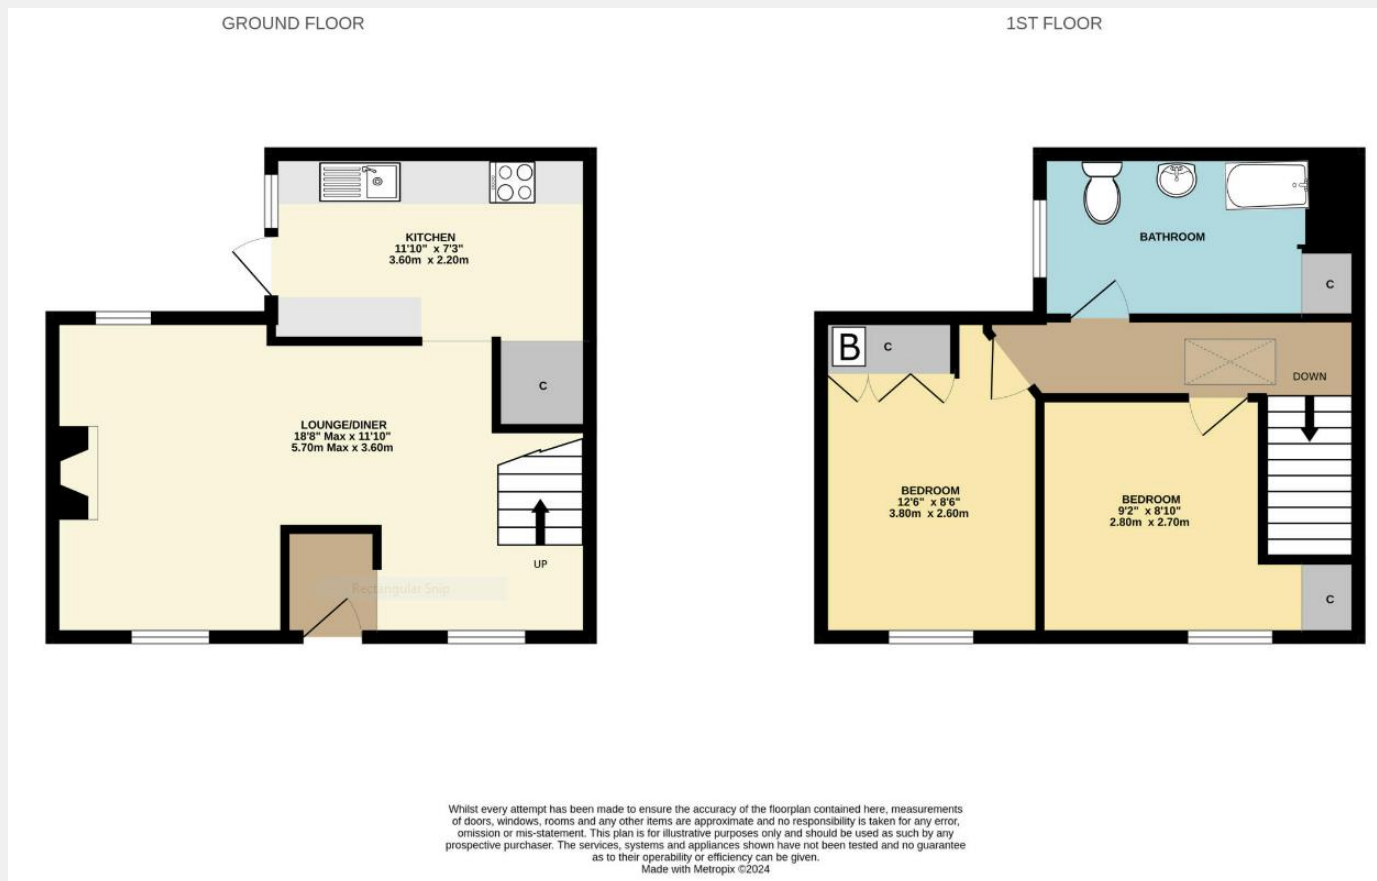 GROUND FLOOR
1ST FLOOR
KITCHEN
11'10" x 7'3"
3.60m x 2.20m
C
LOUNGE/DINER
18'8" Max x 11'10"
5.70m Max x 3.60m
UP
Rectangular Snip
BATHROOM
C
B
C
DOWN
BEDROOM
12'6" x 8'6"
3.80m x 2.60m
BEDROOM
9'2" x 8'10"
2.80m x 2.70m
C
Whilst every attempt has been made to ensure the accuracy of the floorplan contained here, measurements
of doors, windows, rooms and any other items are approximate and no responsibility is taken for any error,
omission or mis-statement. This plan is for illustrative purposes only and should be used as such by any
prospective purchaser. The services, systems and appliances shown have not been tested and no guarantee
as to their operability or efficiency can be given.
Made with Metropix ©2024